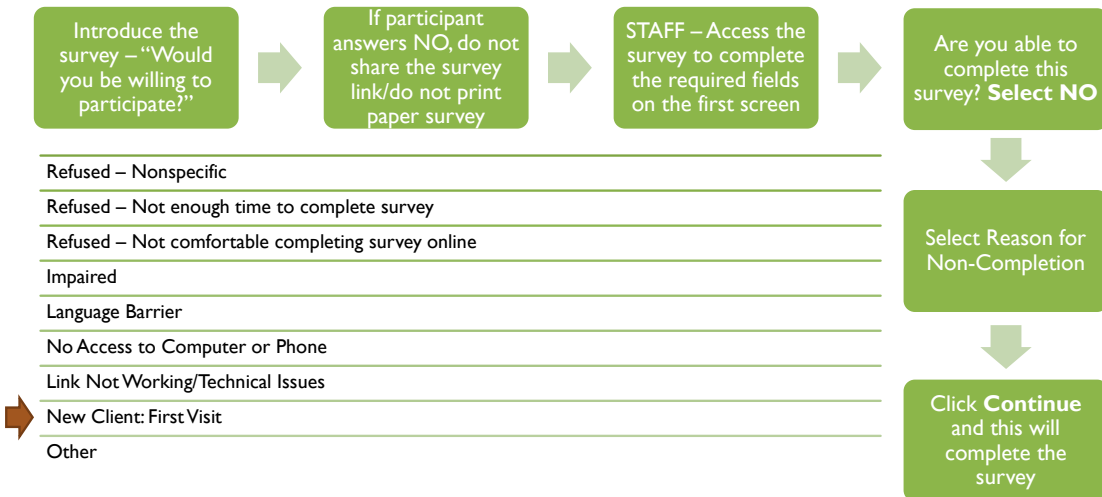 Introduce the
survey – “Would
you be willing to
participate?”
If participant
answers NO, do not
share the survey
link/do not print
paper survey
STAFF – Access the
survey to complete
the required fields
on the first screen
Are you able to
complete this
survey? Select NO
Select Reason for
Non-Completion
Click Continue
and this will
complete the
survey
Refused – Nonspecific
Refused – Not enough time to complete survey
Refused – Not comfortable completing survey online
Impaired
Language Barrier
No Access to Computer or Phone
Link Not Working/Technical Issues
New Client: First Visit
Other